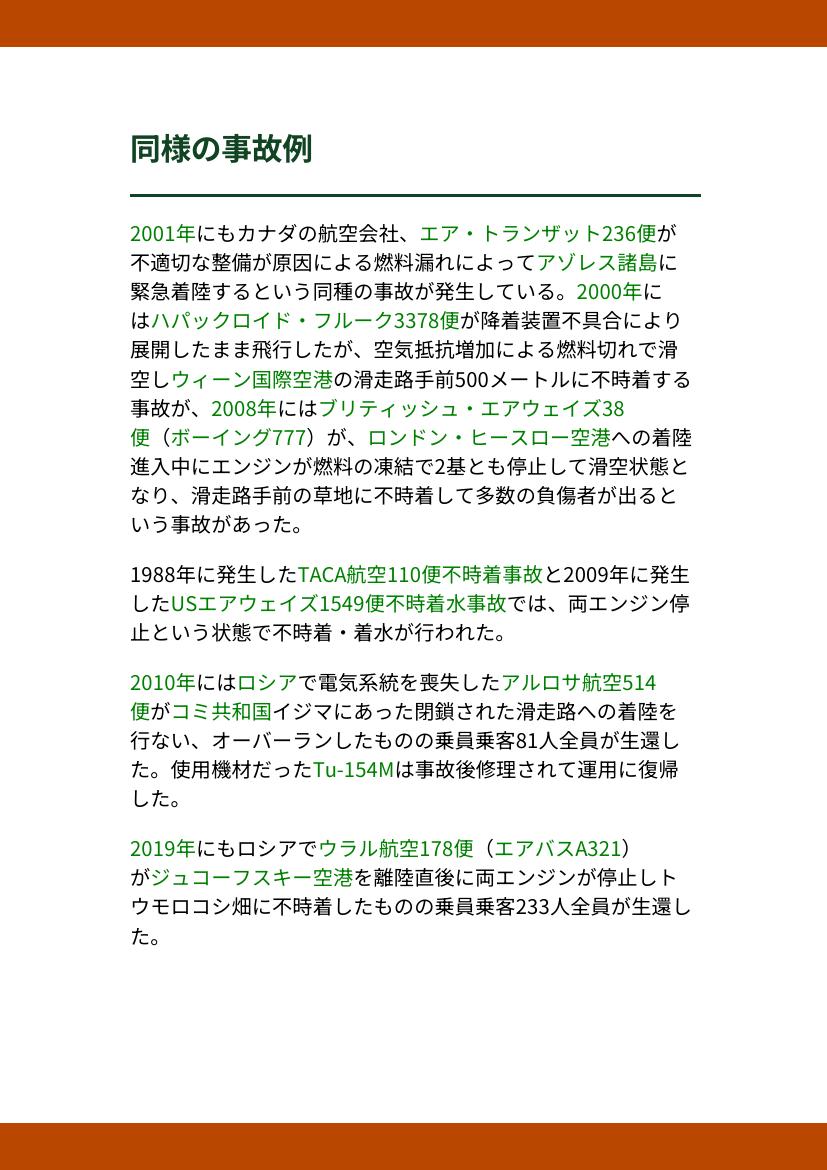 同様の事故例
2001年にもカナダの航空会社、エア・トランザット236便が
不適切な整備が原因による燃料漏れによってアゾレス諸島に
緊急着陸するという同種の事故が発生している。2000年に
はハパックロイド・フルーク3378便が降着装置不具合により
展開したまま飛行したが、空気抵抗増加による燃料切れで滑
空しウィーン国際空港の滑走路手前500メートルに不時着する
事故が、2008年にはブリティッシュ・エアウェイズ38
便（ボーイング777）が、ロンドン・ヒースロー空港への着陸
進入中にエンジンが燃料の凍結で2基とも停止して滑空状態と
なり、滑走路手前の草地に不時着して多数の負傷者が出ると
いう事故があった。
1988年に発生したTACA航空110便不時着事故と2009年に発生
したUSエアウェイズ1549便不時着水事故では、両エンジン停
止という状態で不時着・着水が行われた。
2010年にはロシアで電気系統を喪失したアルロサ航空514
便がコミ共和国イジマにあった閉鎖された滑走路への着陸を
行ない、オーバーランしたものの乗員乗客81人全員が生還し
た。使用機材だったTu-154Mは事故後修理されて運用に復帰
した。
2019年にもロシアでウラル航空178便（エアバスA321）
がジュコーフスキー空港を離陸直後に両エンジンが停止しト
ウモロコシ畑に不時着したものの乗員乗客233人全員が生還し
た。